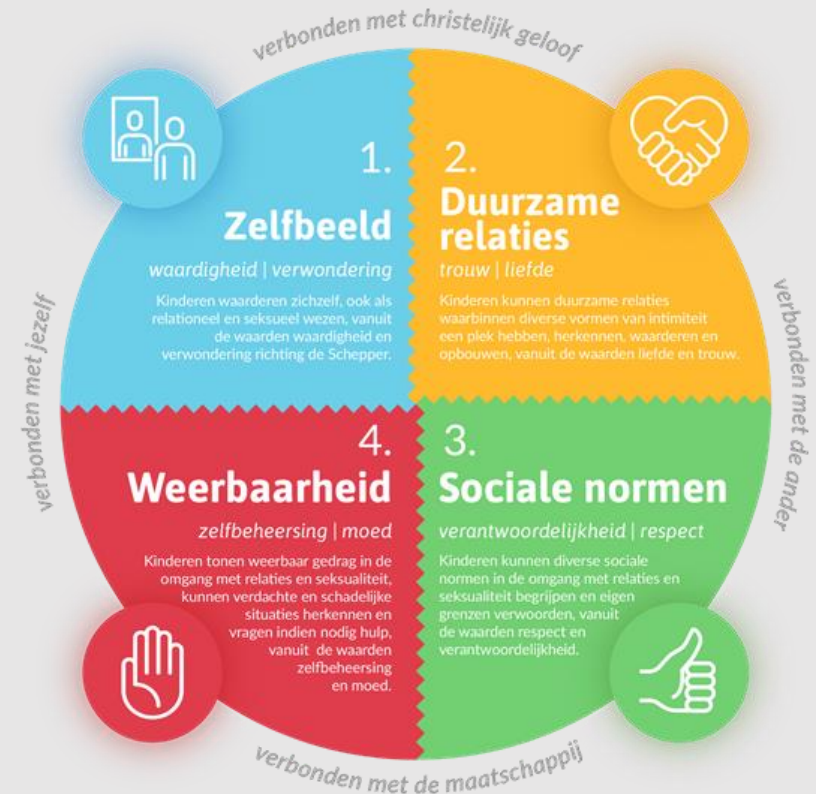 verbonden met christelijk geloof
1.
Zelfbeeld
waardigheid | verwondering
Kinderen waarderen zichzelf, ook als
relationeel en seksueel wezen, vanuit
de waarden waardigheid en
verwondering richting de Schepper.
2.
Duurzame
relaties
trouw | liefde
Kinderen kunnen duurzame relaties
waarbinnen diverse vormen van intimiteit
een plek hebben, herkennen, waarderen en
opbouwen, vanuit de waarden liefde en trouw.
verbonden met jezelf
verbonden met de ander
4.
Weerbaarheid
zelfbeheersing | moed
Kinderen tonen weerbaar gedrag in de
omgang met relaties en seksualiteit,
kunnen verdachte en schadelijke
situaties herkennen en
vragen indien nodig hulp,
vanuit de waarden
zelfbeheersing
en moed.
3.
Sociale normen
verantwoordelijkheid | respect
Kinderen kunnen diverse sociale
normen in de omgang met relaties en
seksualiteit begrijpen en eigen
grenzen verwoorden, vanuit
de waarden respect en
verantwoordelijkheid.
verbonden met de maatschappij